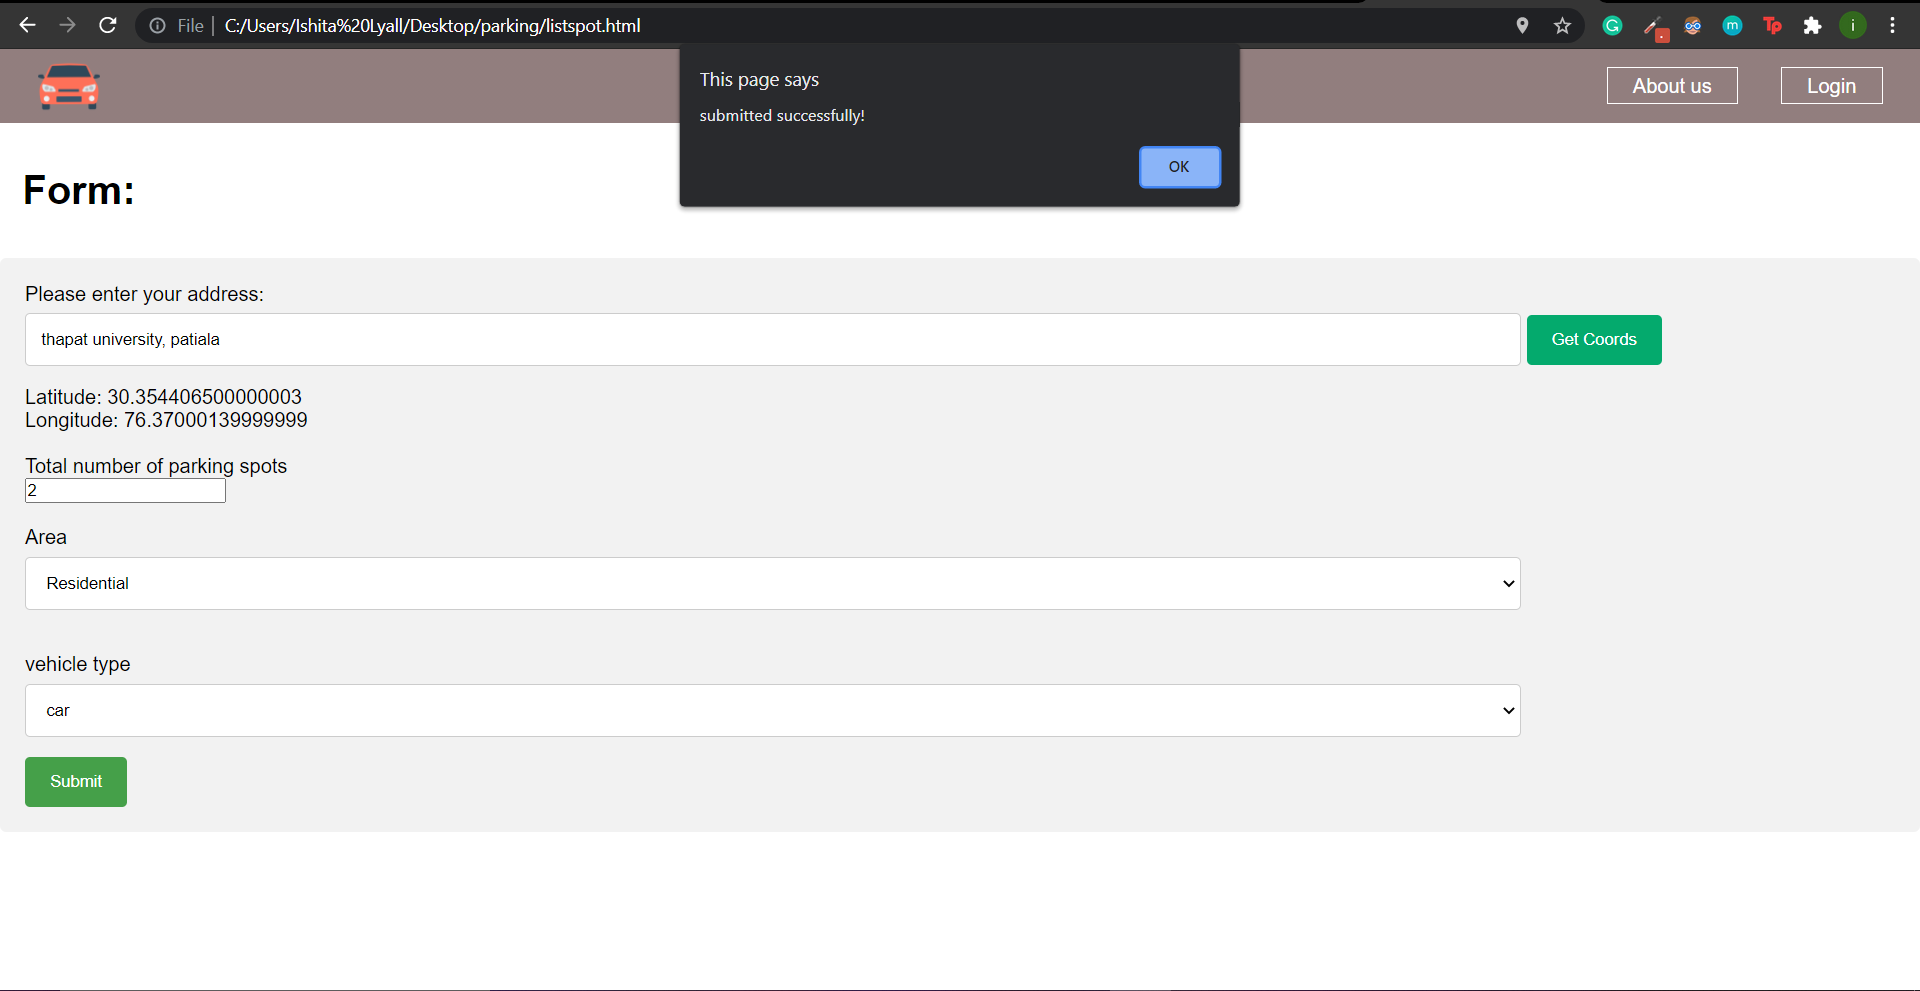 File | C:/Users/Ishita%20Lyall/Desktop/parking/listspot.html
G
m
Tp
i
This page says
submitted successfully!
OK
About us
Login
Form:
Please enter your address:
thapat university, patiala
Get Coords
Latitude: 30.354406500000003
Longitude: 76.37000139999999
Total number of parking spots
2
Area
Residential
vehicle type
car
Submit